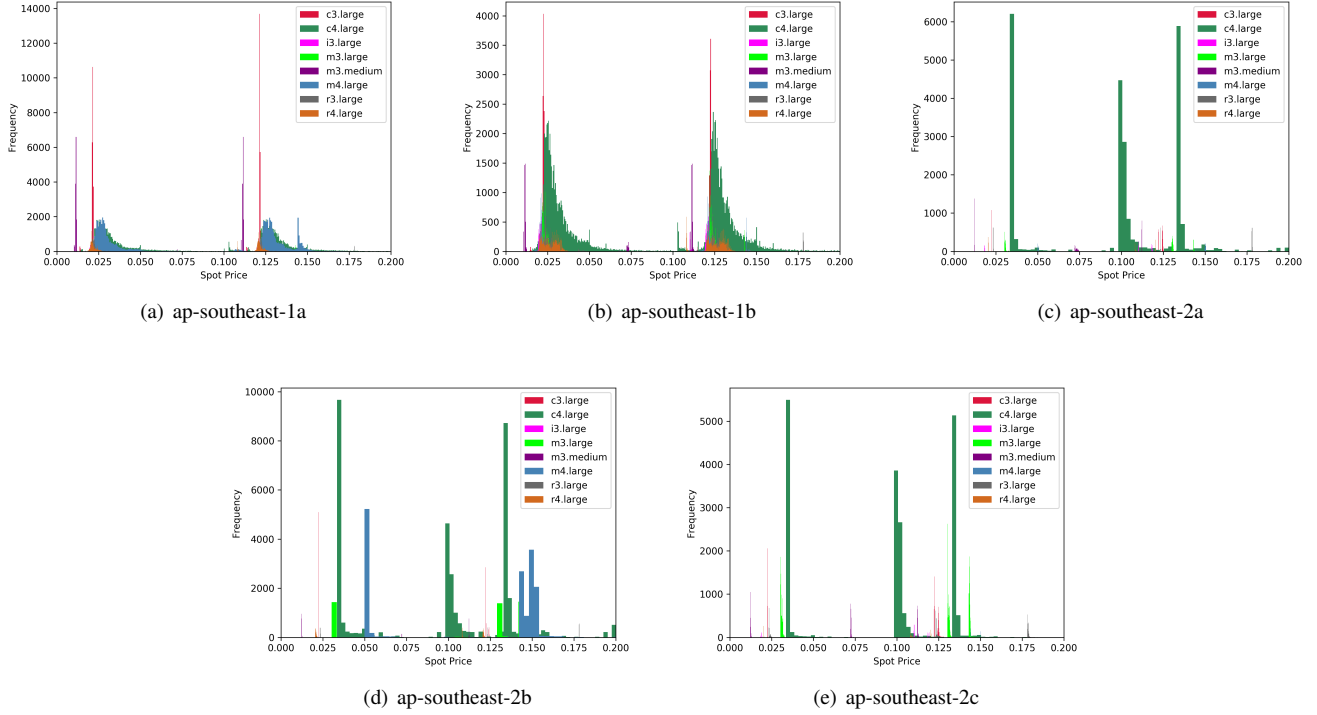 14000
12000
10000
8000
6000
4000
2000
0
Frequency
0.000 0.025 0.050 0.075 0.100 0.125 0.150 0.175 0.200
Spot Price
c3.large
c4.large
i3.large
m3.large
m3.medium
m4.large
r3.large
r4.large
(a) ap-southeast-1a
4000
3500
3000
2500
2000
1500
1000
500
0
Frequency
0.000 0.025 0.050 0.075 0.100 0.125 0.150 0.175 0.200
Spot Price
c3.large
c4.large
i3.large
m3.large
m3.medium
m4.large
r3.large
r4.large
(b) ap-southeast-1b
6000
5000
4000
3000
2000
1000
0
Frequency
0.000 0.025 0.050 0.075 0.100 0.125 0.150 0.175 0.200
Spot Price
c3.large
c4.large
i3.large
m3.large
m3.medium
m4.large
r3.large
r4.large
(c) ap-southeast-2a
10000
8000
6000
4000
2000
0
Frequency
0.000 0.025 0.050 0.075 0.100 0.125 0.150 0.175 0.200
Spot Price
c3.large
c4.large
i3.large
m3.large
m3.medium
m4.large
r3.large
r4.large
(d) ap-southeast-2b
5000
4000
3000
2000
1000
0
Frequency
0.000 0.025 0.050 0.075 0.100 0.125 0.150 0.175 0.200
Spot Price
c3.large
c4.large
i3.large
m3.large
m3.medium
m4.large
r3.large
r4.large
(e) ap-southeast-2c